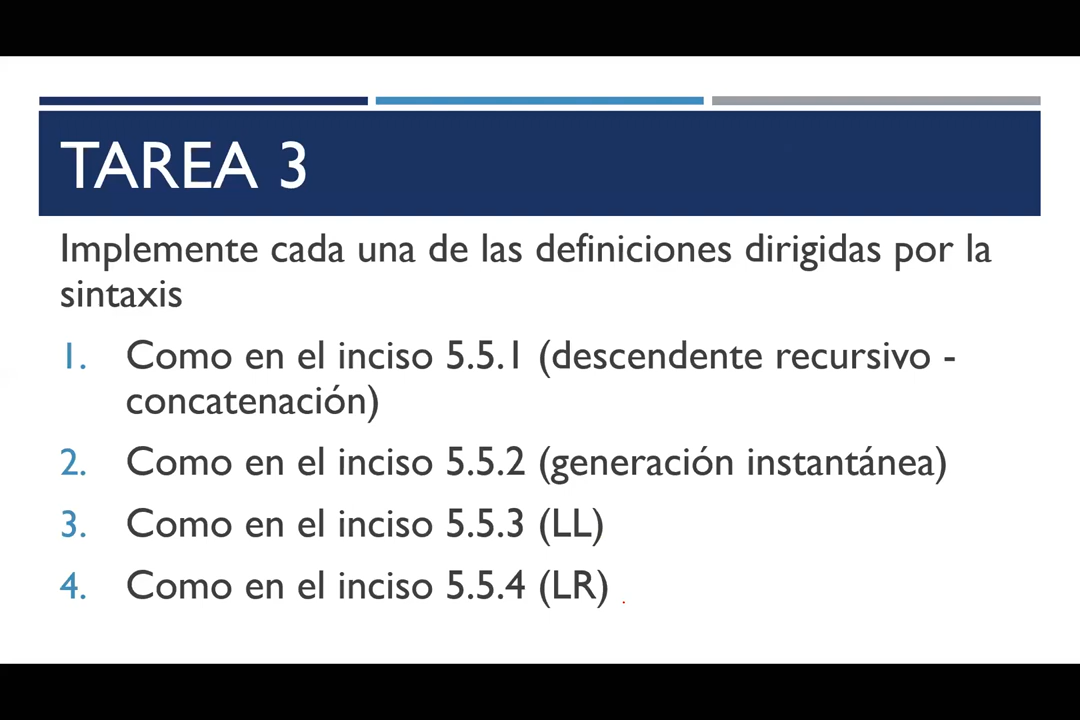 TAREA 3
Implemente cada una de las definiciones dirigidas por la
sintaxis
1. Como en el inciso 5.5.1 (descendente recursivo -
concatenación)
2. Como en el inciso 5.5.2 (generación instantánea)
3. Como en el inciso 5.5.3 (LL)
4. Como en el inciso 5.5.4 (LR)